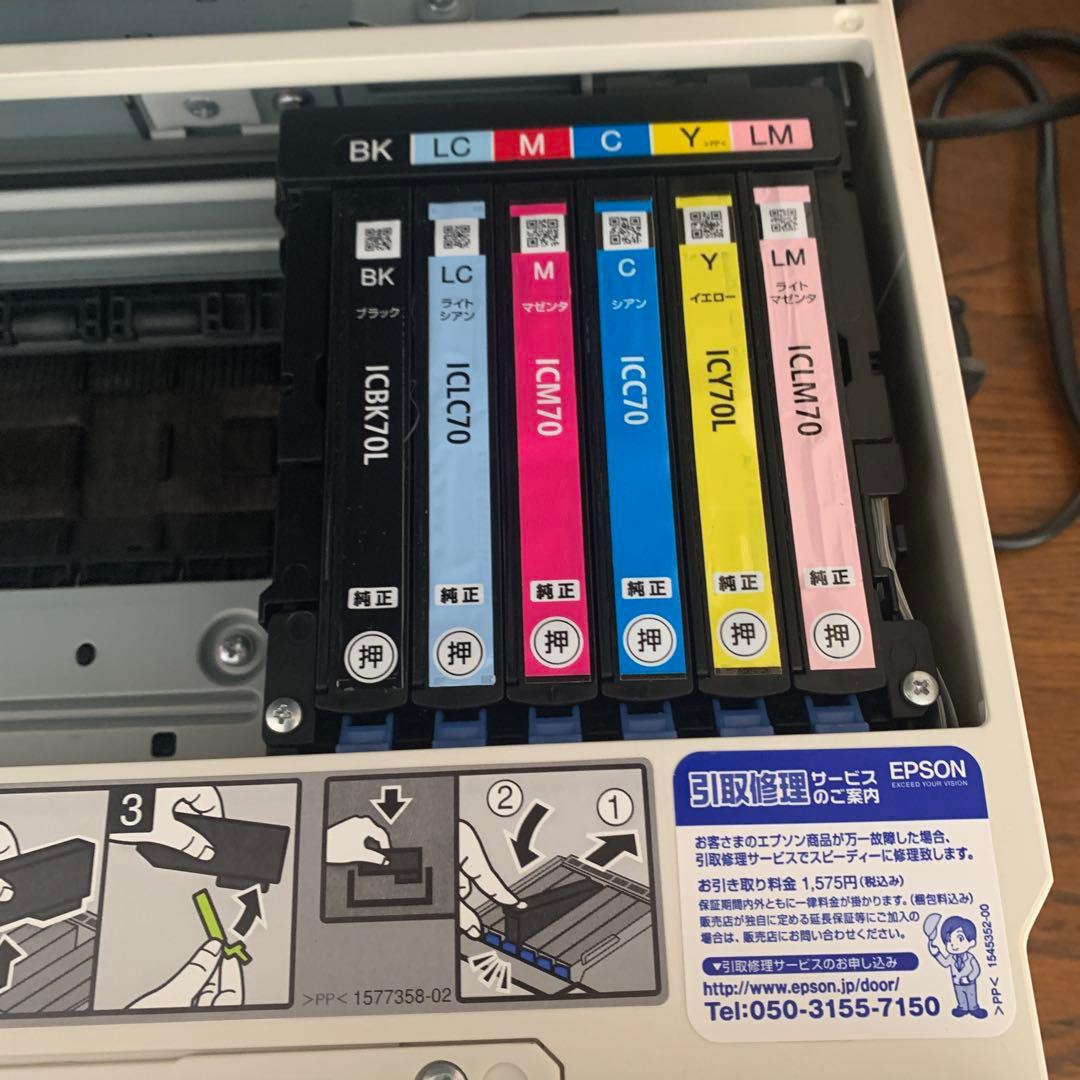 BK LC M C Y >PP< LM
BK
ブラック
ICBK70L
純正
押
LC
ライト
シアン
ICLC70
純正
押
M
マゼンタ
ICM70
純正
押
C
シアン
ICC70
純正
押
Y
イエロー
ICY70L
純正
押
LM
ライト
マゼンタ
ICLM70
純正
押
3
② ①
>PP< 1577358-02
引取修理サービスのご案内
EPSON
EXCEED YOUR VISION
お客さまのエプソン商品が万一故障した場合、
引取修理サービスでスピーディーに修理致します。
お引き取り料金 1,575円(税込み)
保証期間内外ともに一律料金が掛かります。(梱包料込み)
販売店が独自に定める延長保証等にご加入の
場合は、販売店にお問い合わせください。
▼引取修理サービスのお申し込み
http://www.epson.jp/door/
Tel:050-3155-7150
>PP< 1545352-00